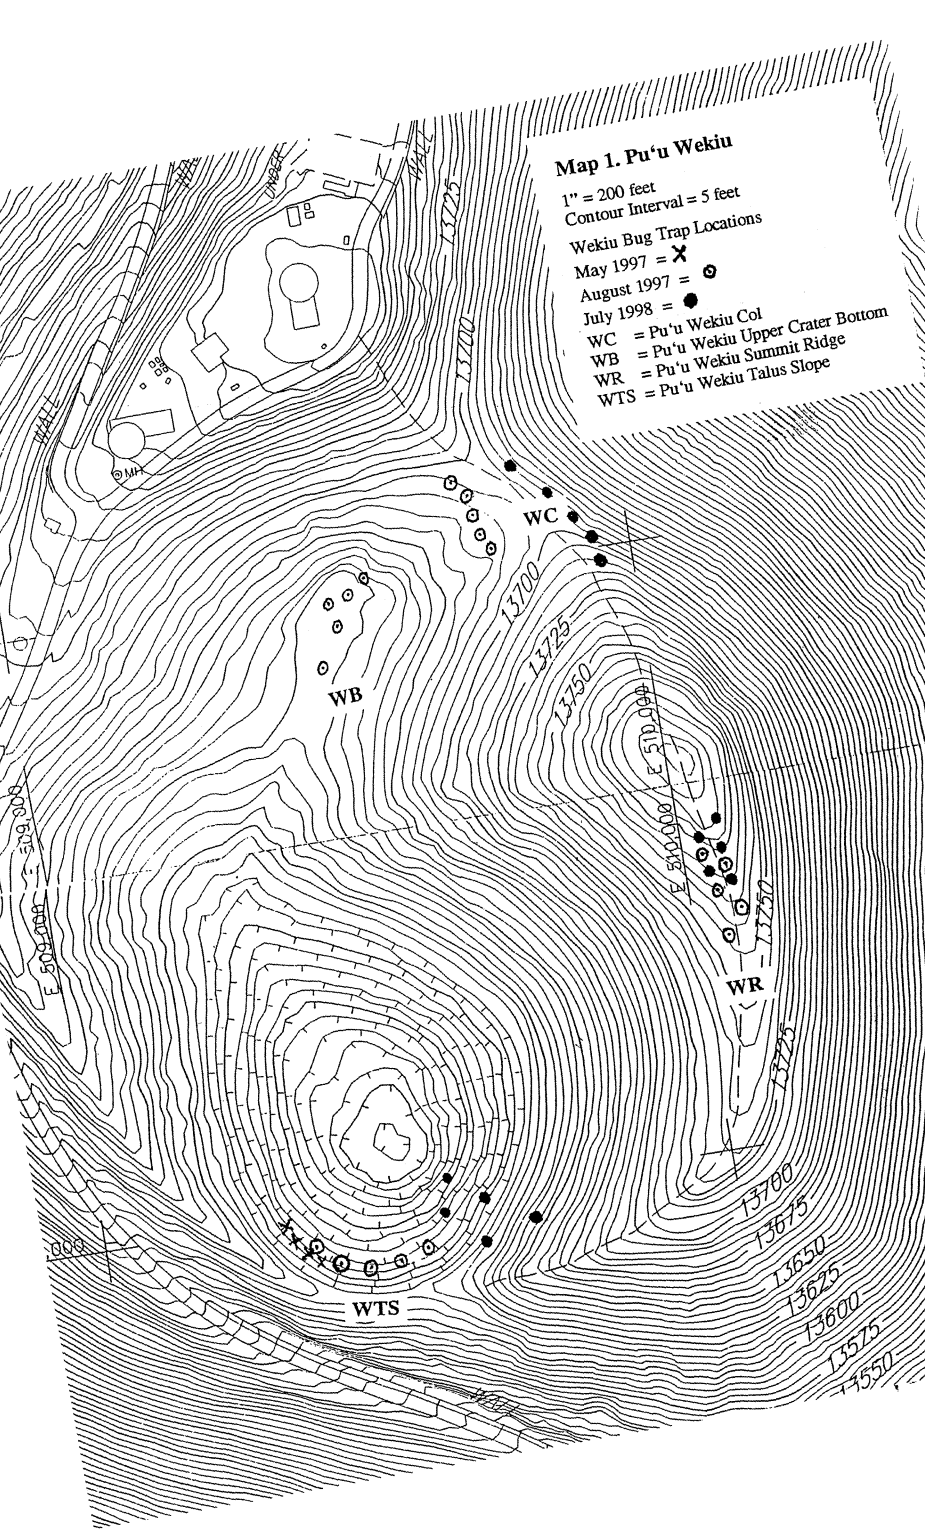 Map 1. Pu‘u Wekiu
1” = 200 feet
Contour Interval = 5 feet
Wekiu Bug Trap Locations
May 1997 =
August 1997 =
July 1998 =
WC = Pu‘u Wekiu Col
WB = Pu‘u Wekiu Upper Crater Bottom
WR = Pu‘u Wekiu Summit Ridge
WTS = Pu‘u Wekiu Talus Slope
WALL
13725
13700
WALL
MH
WC
13700
13725
13750
WB
E 510,000
E 510,000
E 509,000
E 509,000
13750
WR
13725
13700
13675
13650
13625
13600
13575
13550
,000
WTS
WALL